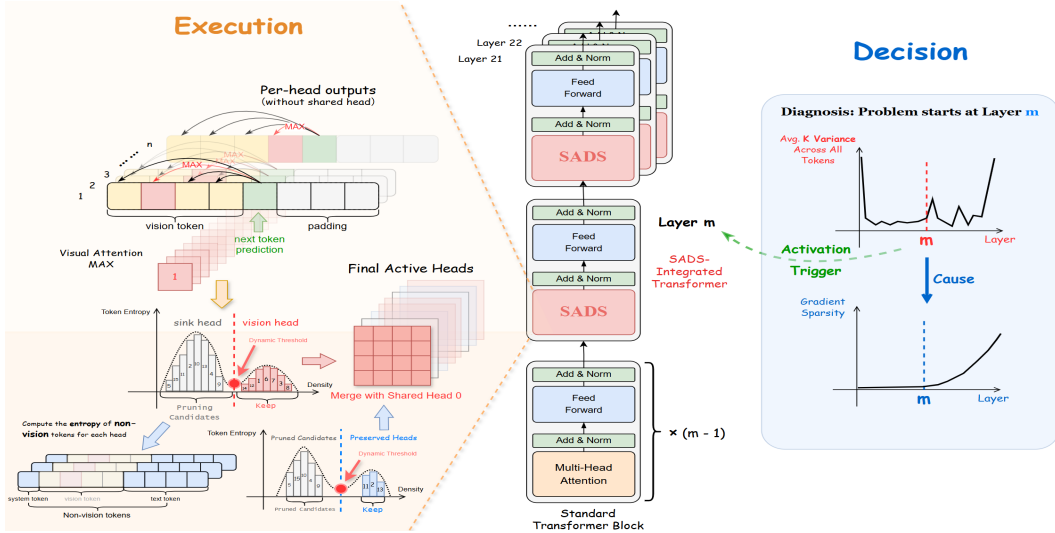 Execution
Per-head outputs
(without shared head)
MAX
n
MAX
MAX
MAX
3
2
1
vision token
next token
prediction
padding
Visual Attention
MAX
1
Final Active Heads
Token Entropy
sink head
vision head
Dynamic Threshold
Density
Pruning
Candidates
Keep
Merge with Shared Head 0
Compute the entropy of non-
vision tokens for each head
system token
vision token
text token
Non-vision tokens
Token Entropy
Pruned Candidates
Preserved Heads
Dynamic Threshold
Density
Pruned Candidates
Keep
11 2 13
Layer 22
Layer 21
Add & Norm
Feed
Forward
Add & Norm
SADS
Add & Norm
Feed
Forward
Add & Norm
SADS
Layer m
SADS-
Integrated
Transformer
Add & Norm
Feed
Forward
Add & Norm
Multi-Head
Attention
× (m - 1)
Standard
Transformer Block
Decision
Diagnosis: Problem starts at Layer m
Avg. K Variance
Across All
Tokens
m
Layer
Activation
Trigger
Cause
Gradient
Sparsity
m
Layer